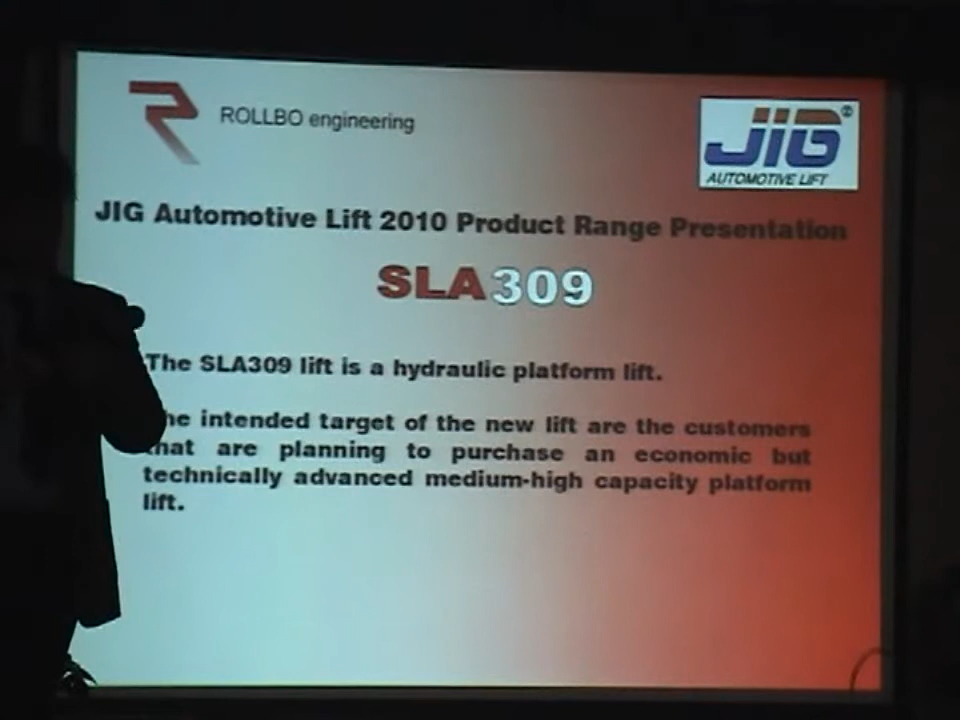 ROLLBO engineering
JIG®
AUTOMOTIVE LIFT
JIG Automotive Lift 2010 Product Range Presentation
SLA309
The SLA309 lift is a hydraulic platform lift.
he intended target of the new lift are the customers
that are planning to purchase an economic but
technically advanced medium-high capacity platform
lift.